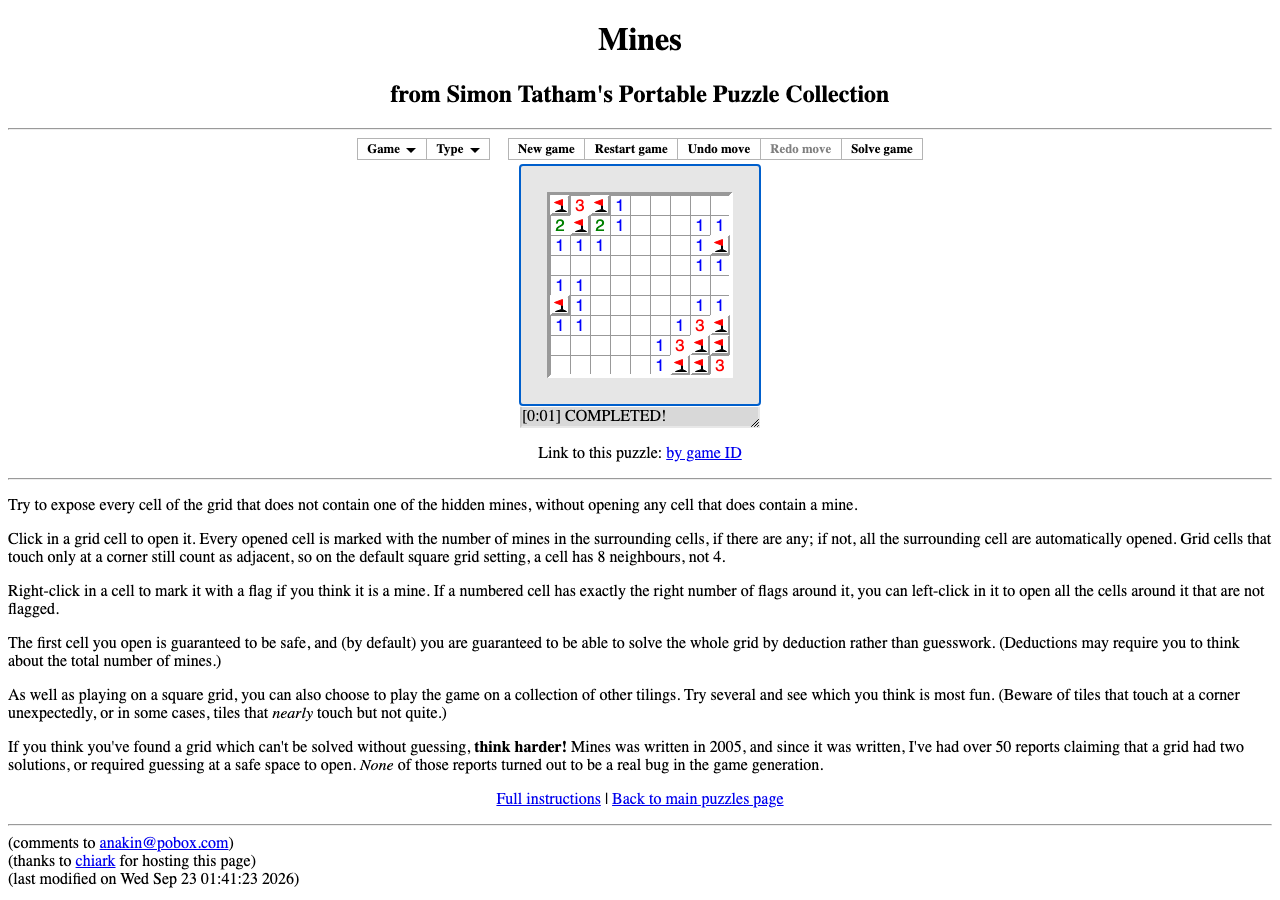 Mines
from Simon Tatham's Portable Puzzle Collection
Game Type New game Restart game Undo move Redo move Solve game
3 1
2 2 1 1 1
1 1 1 1
1 1
1 1
1 1 1
1 1 1 3
1 3
1 3
[0:01] COMPLETED!
Link to this puzzle: by game ID
Try to expose every cell of the grid that does not contain one of the hidden mines, without opening any cell that does contain a mine.
Click in a grid cell to open it. Every opened cell is marked with the number of mines in the surrounding cells, if there are any; if not, all the surrounding cell are automatically opened. Grid cells that
touch only at a corner still count as adjacent, so on the default square grid setting, a cell has 8 neighbours, not 4.
Right-click in a cell to mark it with a flag if you think it is a mine. If a numbered cell has exactly the right number of flags around it, you can left-click in it to open all the cells around it that are not
flagged.
The first cell you open is guaranteed to be safe, and (by default) you are guaranteed to be able to solve the whole grid by deduction rather than guesswork. (Deductions may require you to think
about the total number of mines.)
As well as playing on a square grid, you can also choose to play the game on a collection of other tilings. Try several and see which you think is most fun. (Beware of tiles that touch at a corner
unexpectedly, or in some cases, tiles that nearly touch but not quite.)
If you think you've found a grid which can't be solved without guessing, think harder! Mines was written in 2005, and since it was written, I've had over 50 reports claiming that a grid had two
solutions, or required guessing at a safe space to open. None of those reports turned out to be a real bug in the game generation.
Full instructions | Back to main puzzles page
(comments to anakin@pobox.com)
(thanks to chiark for hosting this page)
(last modified on Wed Sep 23 01:41:23 2026)